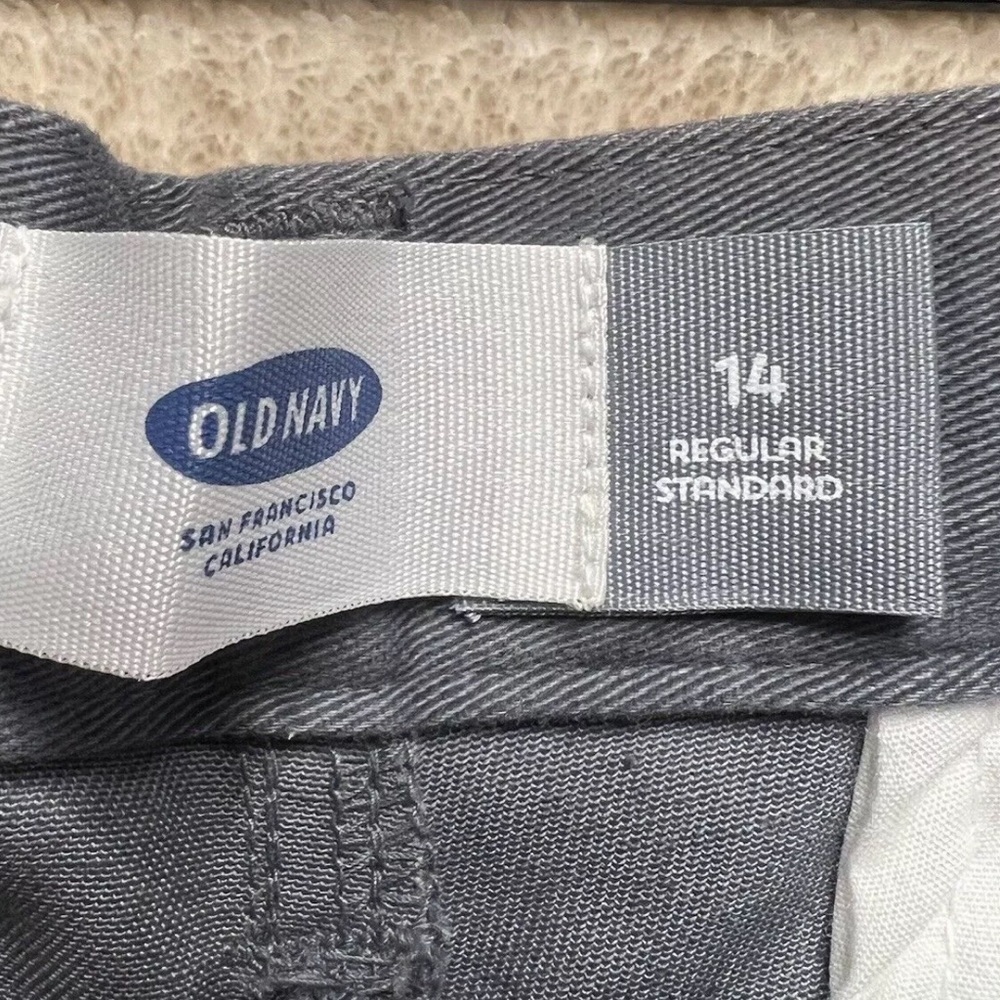 OLD NAVY
SAN FRANCISCO
CALIFORNIA
14
REGULAR
STANDARD